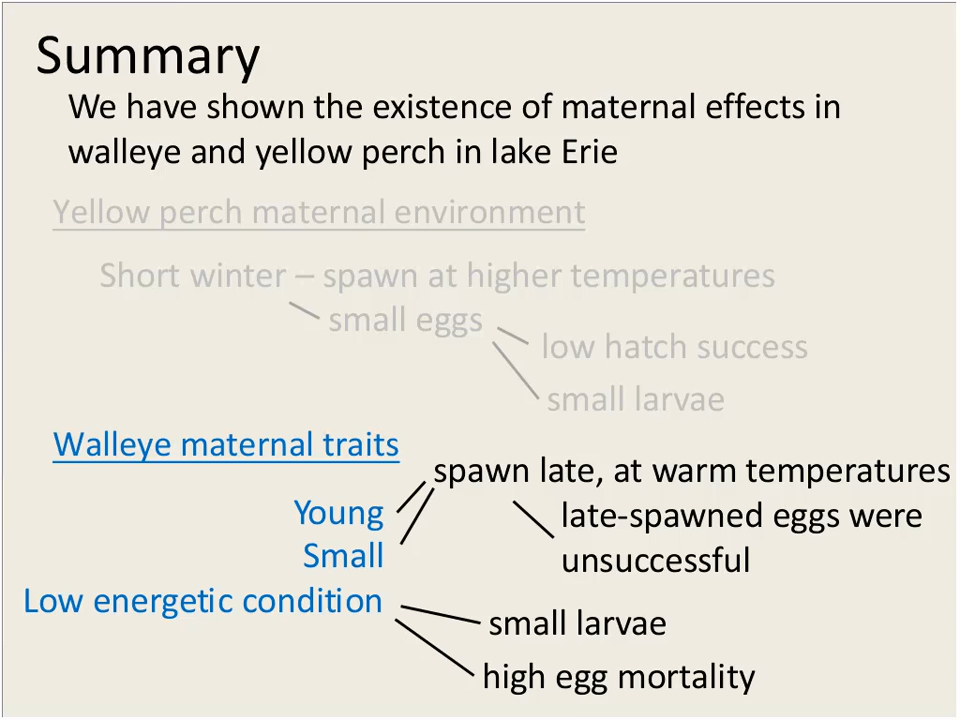 Summary
We have shown the existence of maternal effects in
walleye and yellow perch in lake Erie
Yellow perch maternal environment
Short winter – spawn at higher temperatures
small eggs
low hatch success
small larvae
Walleye maternal traits
spawn late, at warm temperatures
Young
late-spawned eggs were
Small
unsuccessful
Low energetic condition
small larvae
high egg mortality